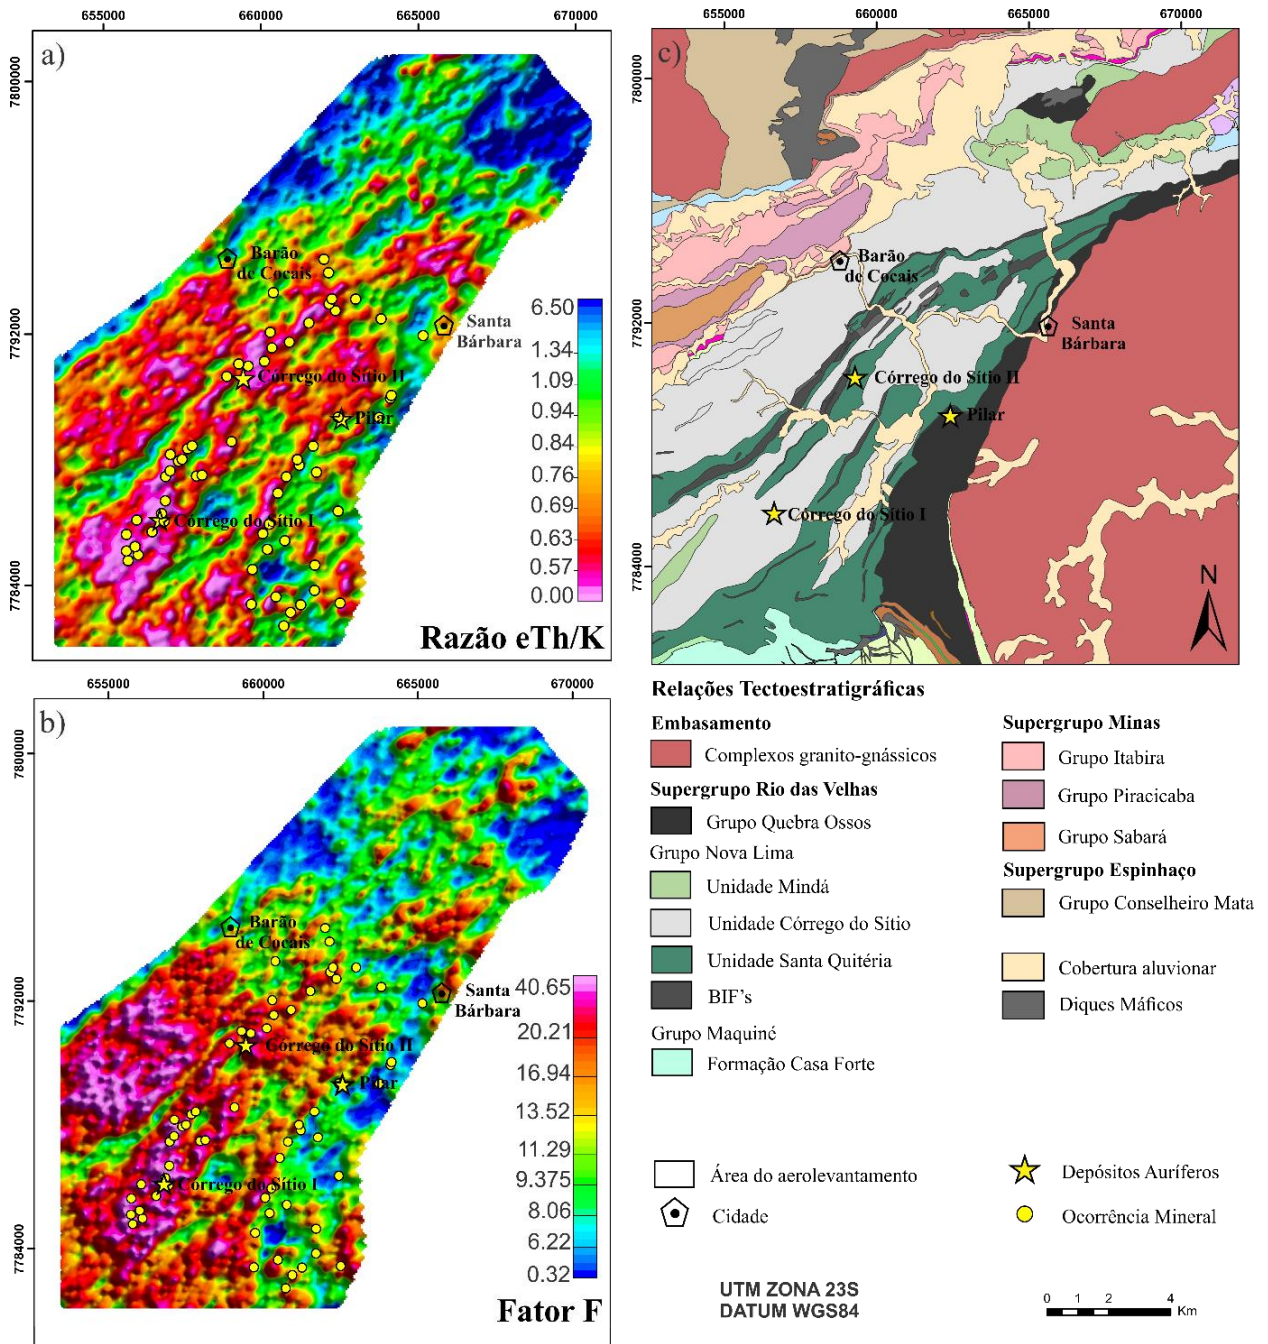 655000 660000 665000 670000
a)
7800000
7792000
7784000
Barão
de Cocais
Santa
Bárbara
Córrego do Sítio II
Pilar
Córrego do Sítio I
6.50
1.34
1.09
0.94
0.84
0.76
0.69
0.63
0.57
0.00
Razão eTh/K
655000 660000 665000 670000
b)
7800000
7792000
7784000
Barão
de Cocais
Santa
Bárbara
Córrego do Sítio II
Pilar
Córrego do Sítio I
40.65
20.21
16.94
13.52
11.29
9.375
8.06
6.22
0.32
Fator F
655000 660000 665000 670000
c)
7800000
7792000
7784000
Barão
de Cocais
Santa
Bárbara
Córrego do Sítio II
Pilar
Córrego do Sítio I
N
Relações Tectoestratigráficas
Embasamento
Complexos granito-gnássicos
Supergrupo Rio das Velhas
Grupo Quebra Ossos
Grupo Nova Lima
Unidade Mindá
Unidade Córrego do Sítio
Unidade Santa Quitéria
BIF's
Grupo Maquiné
Formação Casa Forte
Supergrupo Minas
Grupo Itabira
Grupo Piracicaba
Grupo Sabará
Supergrupo Espinhaço
Grupo Conselheiro Mata
Cobertura aluvionar
Diques Máficos
Área do aerolevantamento
Cidade
Depósitos Auríferos
Ocorrência Mineral
UTM ZONA 23S
DATUM WGS84
0 1 2 4
Km